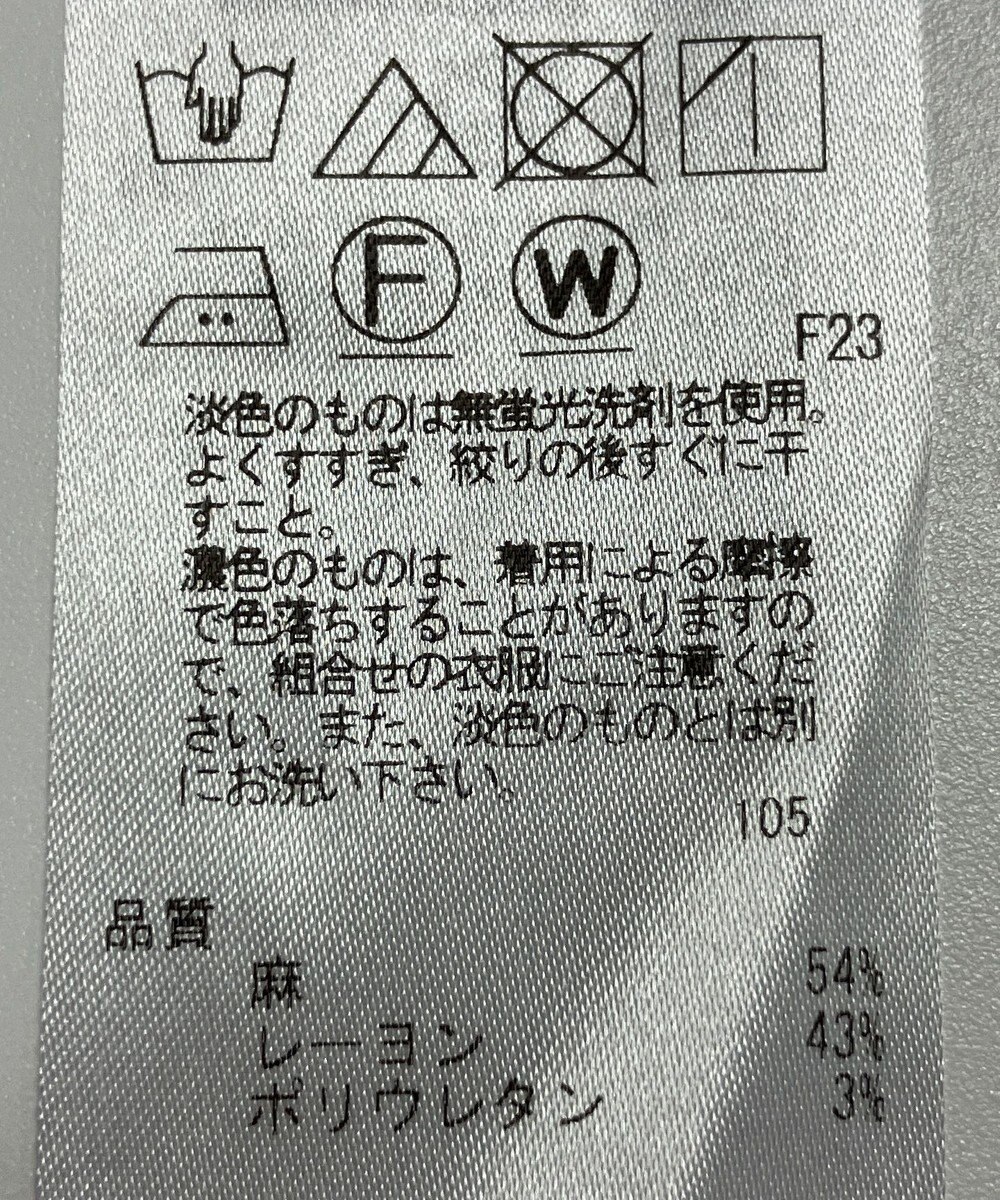 F W
F23
淡色のものは無蛍光洗剤を使用。
よくすすぎ、絞りの後すぐに干
すこと。
濃色のものは、着用による摩擦
で色落ちすることがありますの
で、組合せの衣服にご注意くだ
さい。また、淡色のものとは別
にお洗い下さい。
105
品質
麻 54%
レーヨン 43%
ポリウレタン 3%